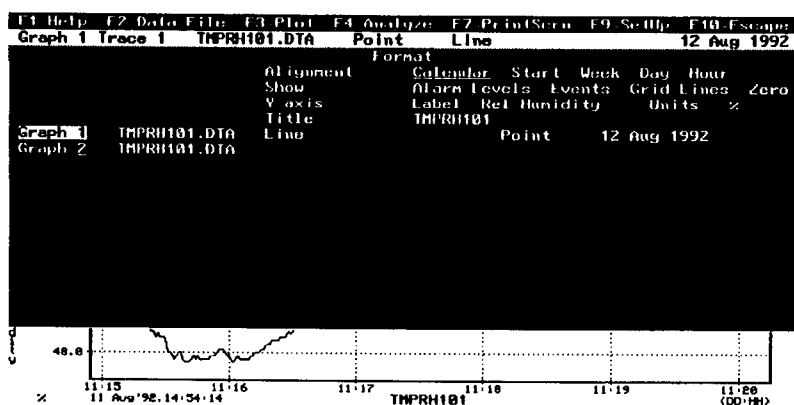 F1 Help F2 Data File F3 Plot F4 Analyze F7 PrintScrn F9 SetUp F10 Escape
Graph 1 Trace 1 TMPRH101.DTA Point Line 12 Aug 1992
Format
Alignment Calendar Start Week Day Hour
Show Alarm Levels Events Grid Lines Zero
Y axis Label Rel Humidity Units %
Title TMPRH101
Graph 1 TMPRH101.DTA Line Point 12 Aug 1992
Graph 2 TMPRH101.DTA
48.0
11:15 11:16 11:17 11:18 11:19 11:20
% 11 Aug'92.14:54:14 TMPRH101 (DD:HH)